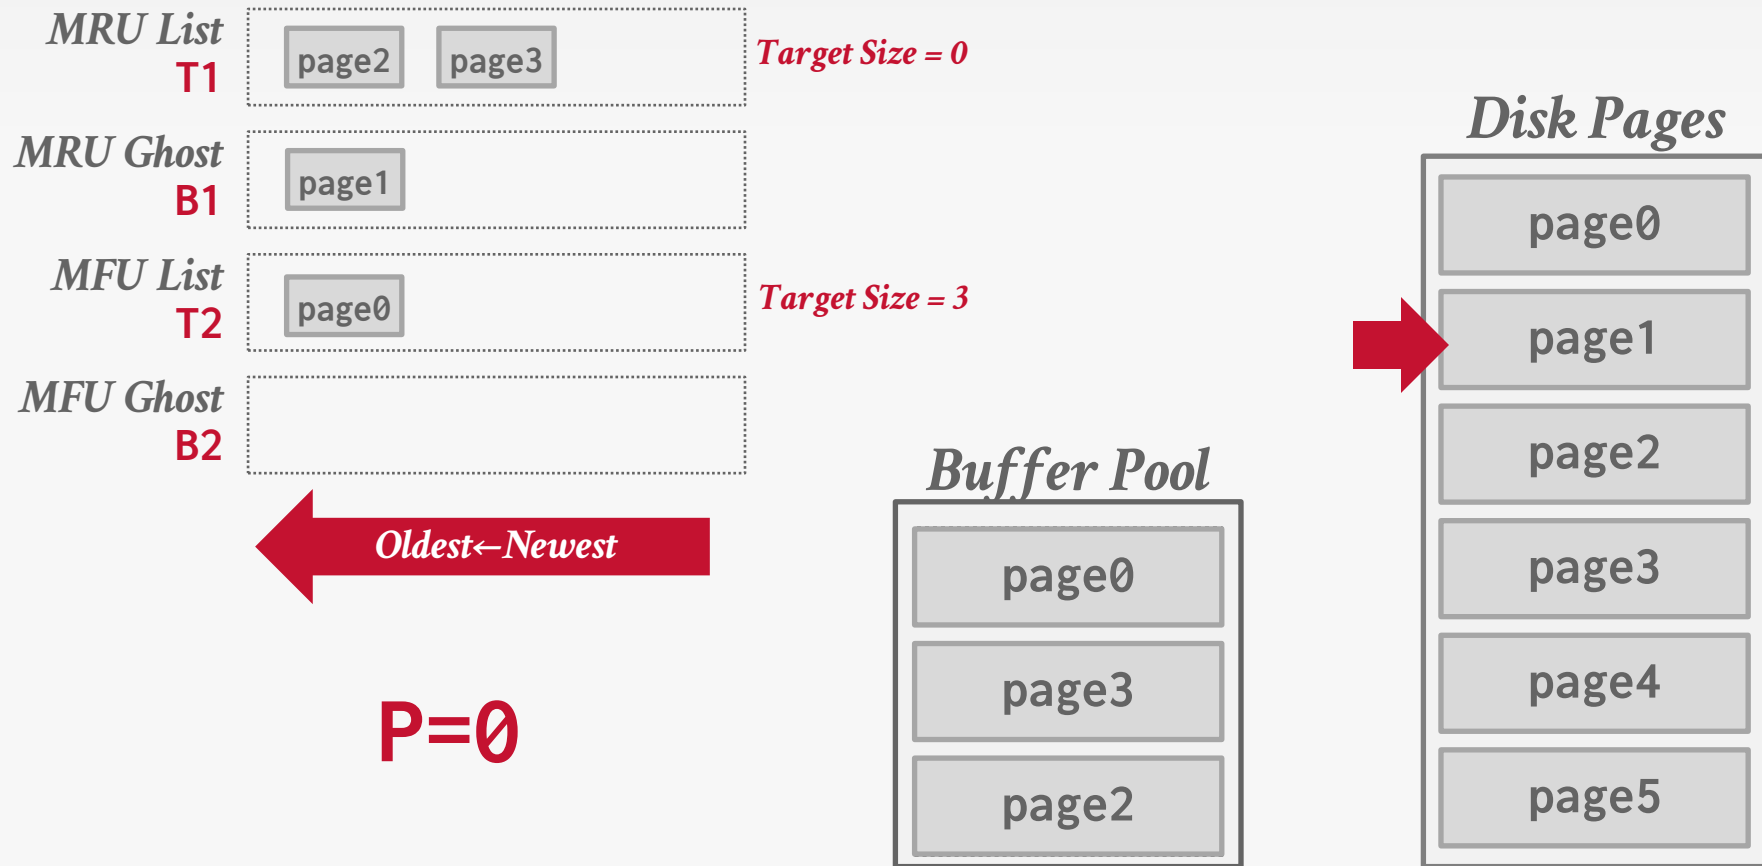 MRU List
T1
page2 page3
Target Size = 0
MRU Ghost
B1
page1
MFU List
T2
page0
Target Size = 3
MFU Ghost
B2
Oldest←Newest
P=0
Buffer Pool
page0
page3
page2
Disk Pages
page0
page1
page2
page3
page4
page5